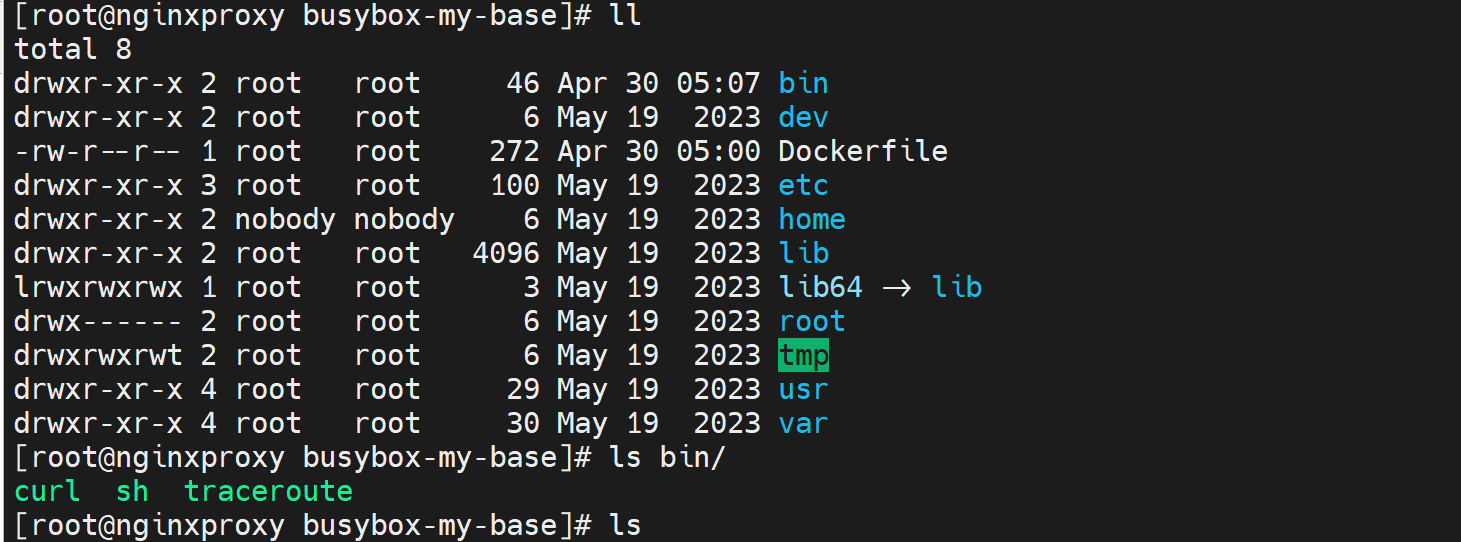 [root@nginxproxy busybox-my-base]# ll
total 8
drwxr-xr-x 2 root   root     46 Apr 30 05:07 bin
drwxr-xr-x 2 root   root      6 May 19  2023 dev
-rw-r--r-- 1 root   root    272 Apr 30 05:00 Dockerfile
drwxr-xr-x 3 root   root    100 May 19  2023 etc
drwxr-xr-x 2 nobody nobody    6 May 19  2023 home
drwxr-xr-x 2 root   root   4096 May 19  2023 lib
lrwxrwxrwx 1 root   root      3 May 19  2023 lib64 -> lib
drwx------ 2 root   root      6 May 19  2023 root
drwxrwxrwt 2 root   root      6 May 19  2023 tmp
drwxr-xr-x 4 root   root     29 May 19  2023 usr
drwxr-xr-x 4 root   root     30 May 19  2023 var
[root@nginxproxy busybox-my-base]# ls bin/
curl  sh  traceroute
[root@nginxproxy busybox-my-base]# ls